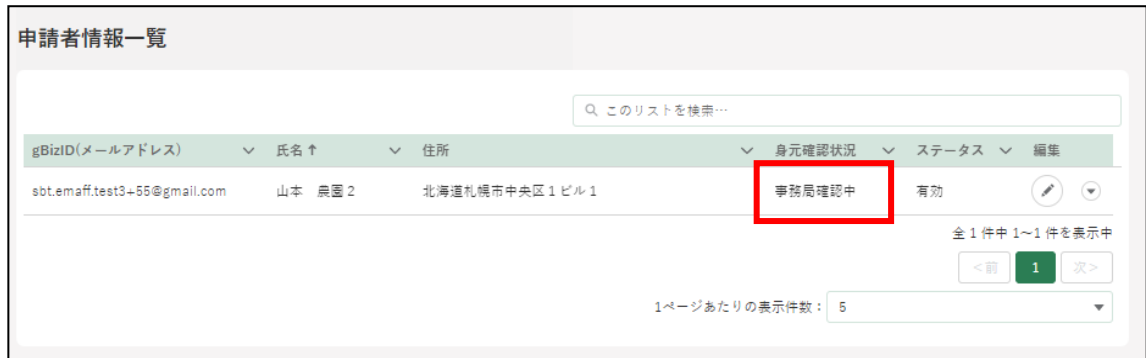 申請者情報一覧
このリストを検索…
gBizID(メールアドレス) 氏名↑ 住所 身元確認状況 ステータス 編集
sbt.emaff.test3+55@gmail.com 山本 農園2 北海道札幌市中央区1ビル1 事務局確認中 有効
全1件中 1~1 件を表示中
<前 1 次>
1ページあたりの表示件数: 5